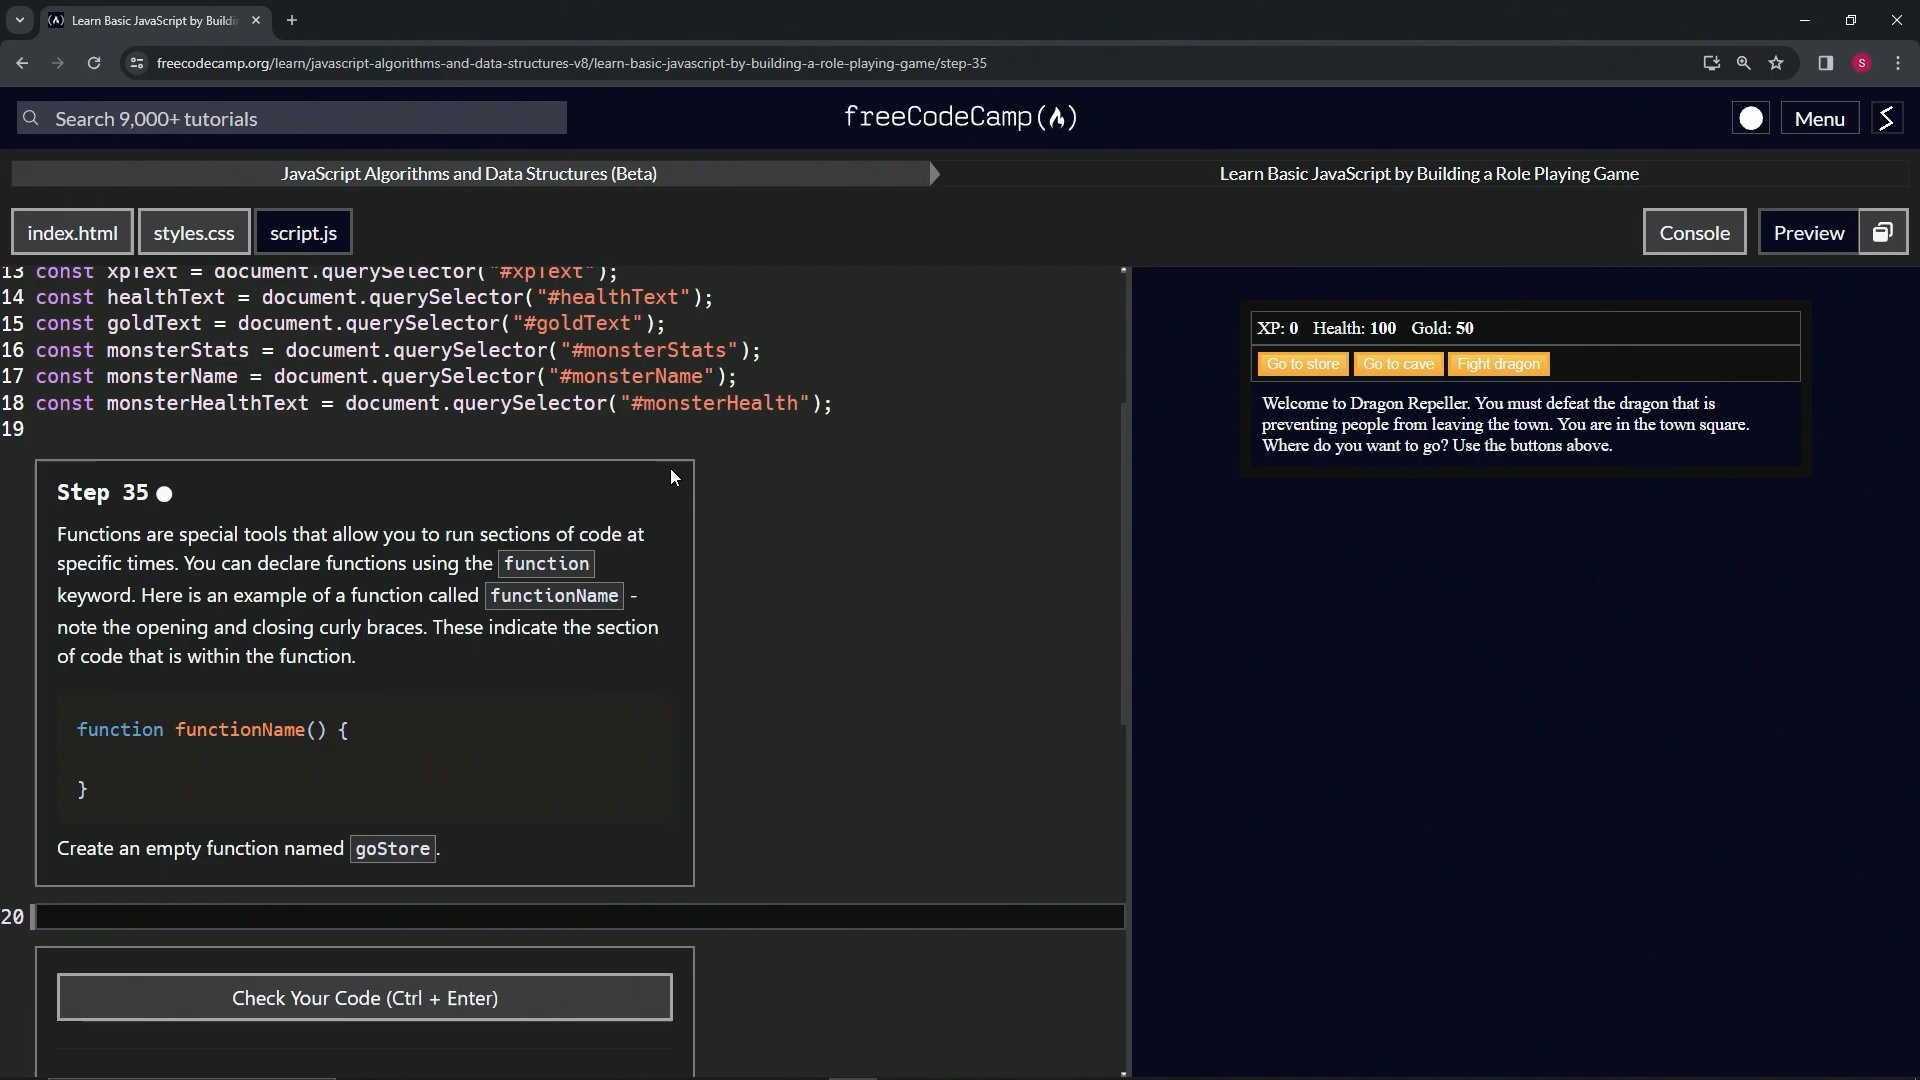 Learn Basic JavaScript by Buildi
freecodecamp.org/learn/javascript-algorithms-and-data-structures-v8/learn-basic-javascript-by-building-a-role-playing-game/step-35
S
Search 9,000+ tutorials
freeCodeCamp(🔥)
Menu
JavaScript Algorithms and Data Structures (Beta)
Learn Basic JavaScript by Building a Role Playing Game
index.html
styles.css
script.js
Console
Preview
13 const xpText = document.querySelector("#xpText");
14 const healthText = document.querySelector("#healthText");
15 const goldText = document.querySelector("#goldText");
16 const monsterStats = document.querySelector("#monsterStats");
17 const monsterName = document.querySelector("#monsterName");
18 const monsterHealthText = document.querySelector("#monsterHealth");
19
Step 35
Functions are special tools that allow you to run sections of code at
specific times. You can declare functions using the function
keyword. Here is an example of a function called functionName -
note the opening and closing curly braces. These indicate the section
of code that is within the function.
function functionName() {
}
Create an empty function named goStore.
20
Check Your Code (Ctrl + Enter)
XP: 0 Health: 100 Gold: 50
Go to store
Go to cave
Fight dragon
Welcome to Dragon Repeller. You must defeat the dragon that is
preventing people from leaving the town. You are in the town square.
Where do you want to go? Use the buttons above.